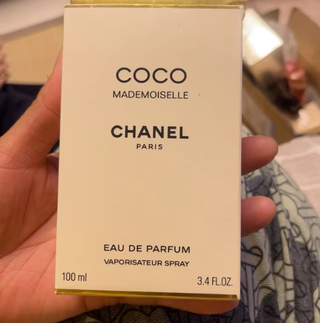 COCO
MADEMOISELLE
CHANEL
PARIS
EAU DE PARFUM
VAPORISATEUR SPRAY
100 ml 3.4 FL.OZ.